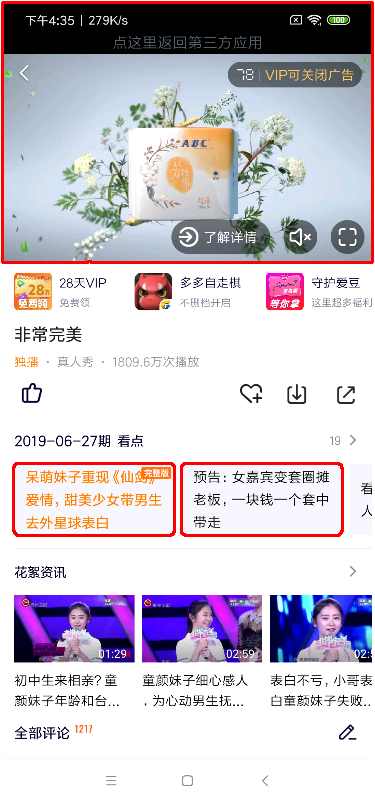 下午4:35 | 279K/s
100
点这里返回第三方应用
78 | VIP可关闭广告
ABC
了解详情
28天
免费领
28天VIP
免费领
多多自走棋
不删档开启
等你拿
守护爱豆
这里超多福利
非常完美
独播 · 真人秀 · 1809.6万次播放
2019-06-27期 看点
19
完整版
呆萌妹子重现《仙剑》
爱情，甜美少女带男生
去外星球表白
预告：女嘉宾变套圈摊
老板，一块钱一个套中
带走
看
人
花絮资讯
01:29
02:59
02:5
初中生来相亲？童
颜妹子年龄和台…
童颜妹子细心感人
，为心动男生抚…
表白不亏，小哥表
白童颜妹子失败…
全部评论 1217